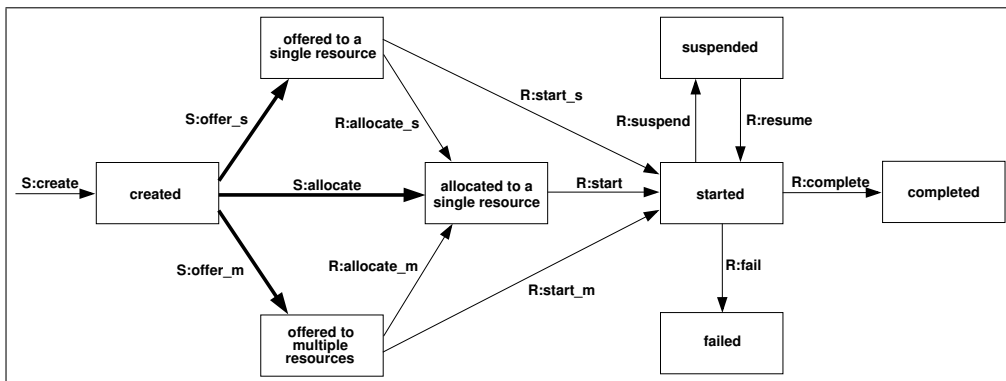 offered to a
single resource
suspended
S:offer_s
R:start_s
R:allocate_s
R:suspend
R:resume
S:create
created
S:allocate
allocated to a
single resource
R:start
started
R:complete
completed
S:offer_m
R:allocate_m
R:start_m
R:fail
offered to
multiple
resources
failed